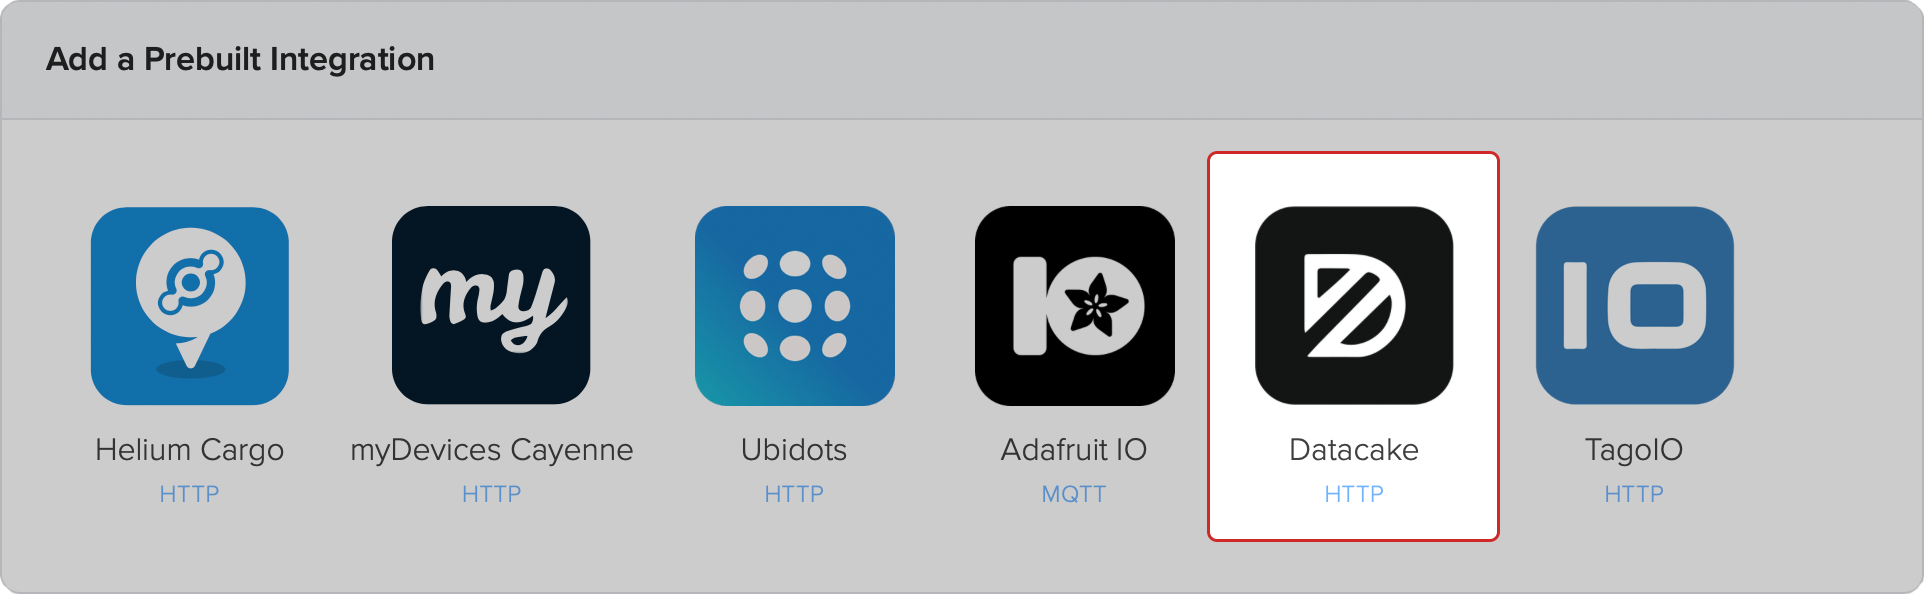 Add a Prebuilt Integration
my
IO
IO
Helium Cargo
HTTP
myDevices Cayenne
HTTP
Ubidots
HTTP
Adafruit IO
MQTT
Datacake
HTTP
TagoIO
HTTP